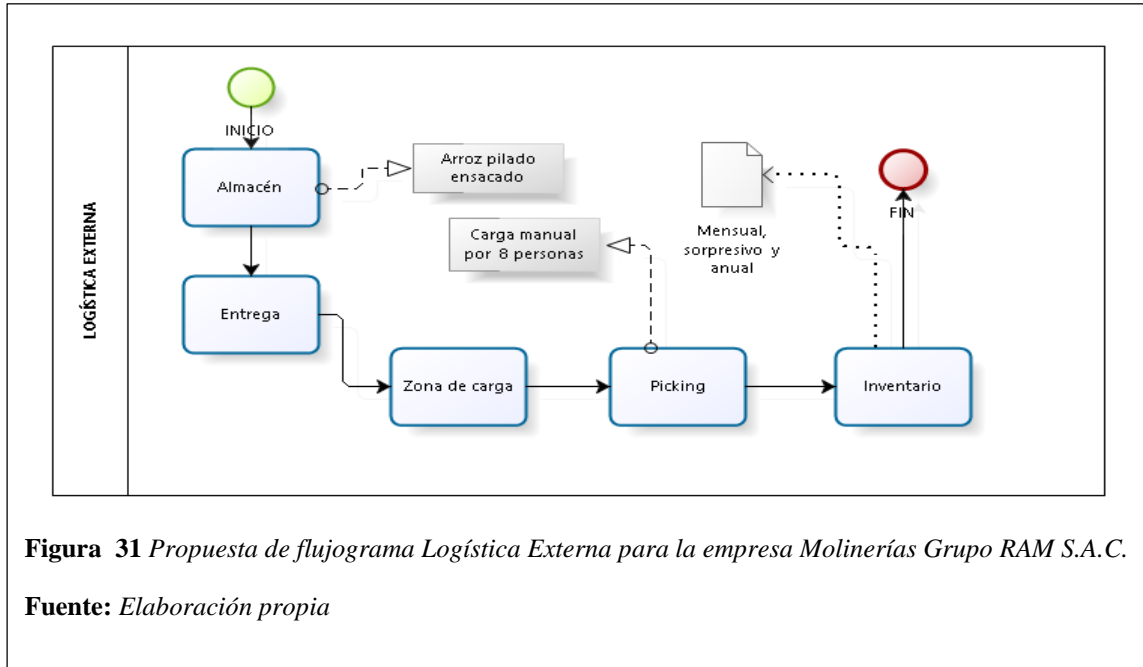 LOGÍSTICA EXTERNA
INICIO
Almacén
Arroz pilado
ensacado
Entrega
Zona de carga
Carga manual
por 8 personas
Picking
Mensual,
sorpresivo y
anual
Inventario
FIN
Figura 31 Propuesta de flujograma Logística Externa para la empresa Molinerías Grupo RAM S.A.C.
Fuente: Elaboración propia